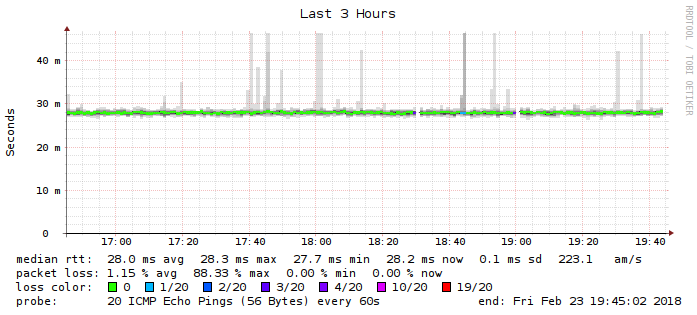 Last 3 Hours
RRDTOOL / TOBI OETIKER
Seconds
40 m
30 m
20 m
10 m
0
17:00 17:20 17:40 18:00 18:20 18:40 19:00 19:20 19:40
median rtt: 28.0 ms avg 28.3 ms max 27.7 ms min 28.2 ms now 0.1 ms sd 223.1 am/s
packet loss: 1.15 % avg 88.33 % max 0.00 % min 0.00 % now
loss color: 0 1/20 2/20 3/20 4/20 10/20 19/20
probe: 20 ICMP Echo Pings (56 Bytes) every 60s end: Fri Feb 23 19:45:02 2018